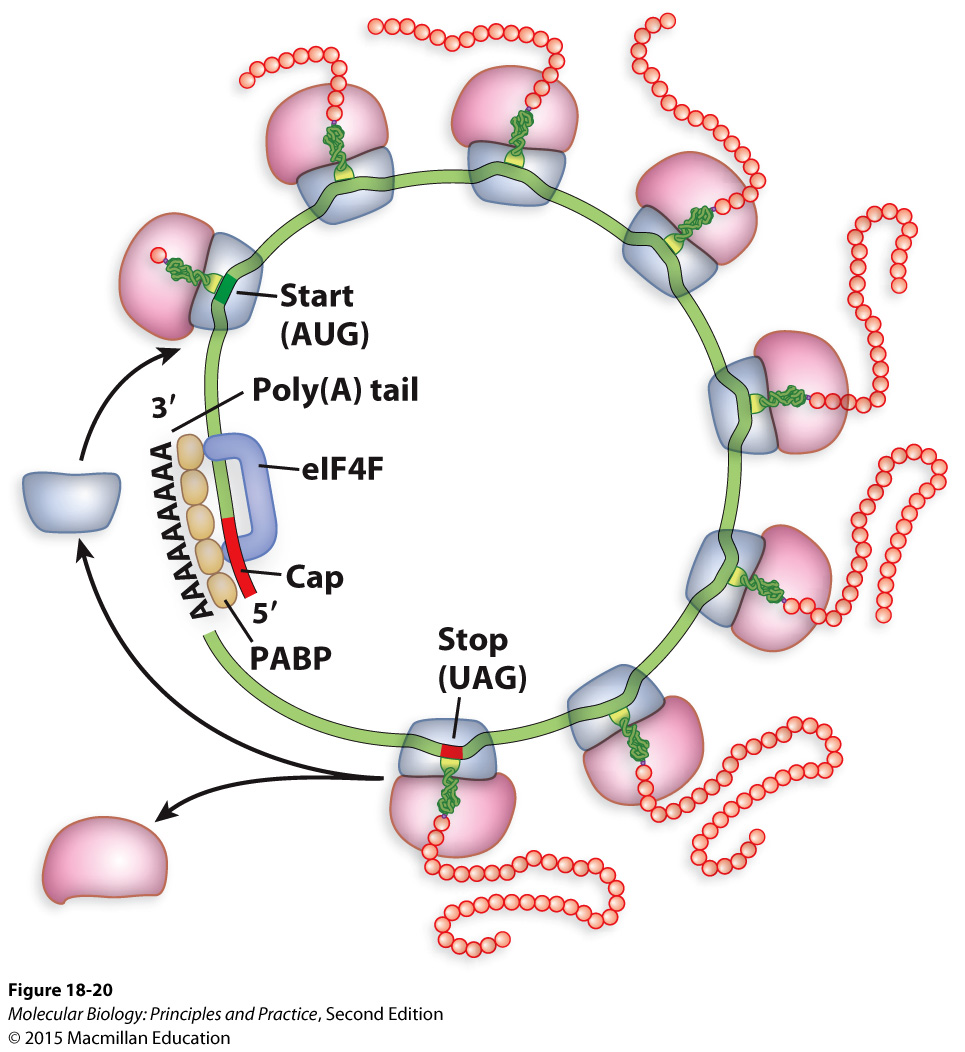 Start
(AUG)
Poly(A) tail
3′
eIF4F
AAAAAAAAA
Cap
5′
PABP
Stop
(UAG)
Figure 18-20
Molecular Biology: Principles and Practice, Second Edition
© 2015 Macmillan Education